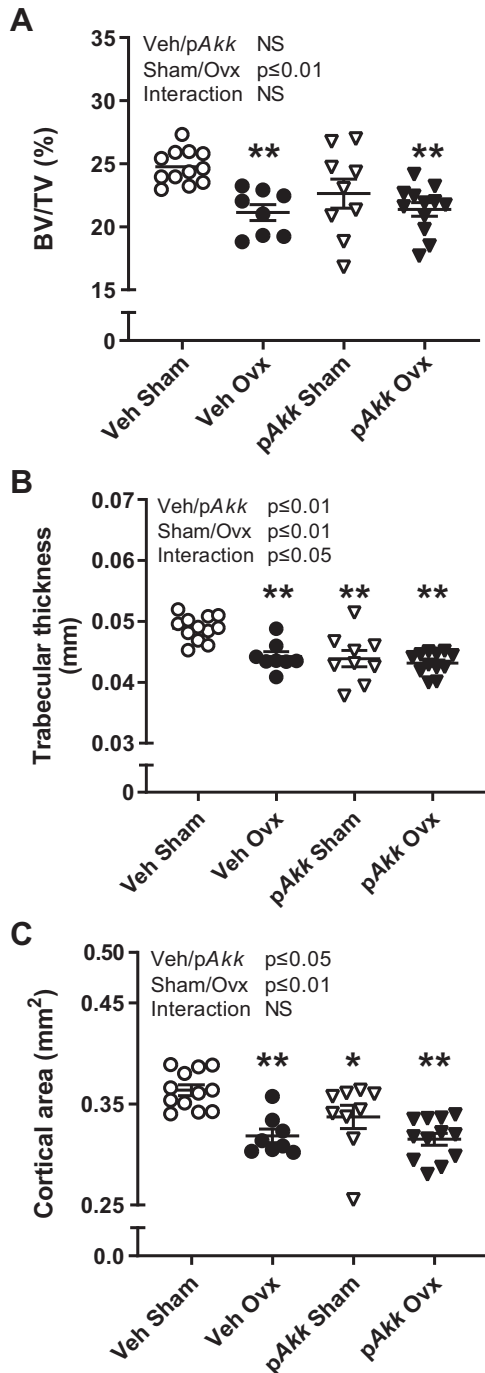 A
Veh/pAkk NS
Sham/Ovx p≤0.01
Interaction NS
BV/TV (%)
35
30
25
20
15
0
** **
Veh Sham
Veh Ovx
pAkk Sham
pAkk Ovx
B
Veh/pAkk p≤0.01
Sham/Ovx p≤0.01
Interaction p≤0.05
Trabecular thickness
(mm)
0.07
0.06
0.05
0.04
0.03
0
** ** **
Veh Sham
Veh Ovx
pAkk Sham
pAkk Ovx
C
Veh/pAkk p≤0.05
Sham/Ovx p≤0.01
Interaction NS
Cortical area (mm²)
0.50
0.45
0.35
0.25
0.0
** * **
Veh Sham
Veh Ovx
pAkk Sham
pAkk Ovx